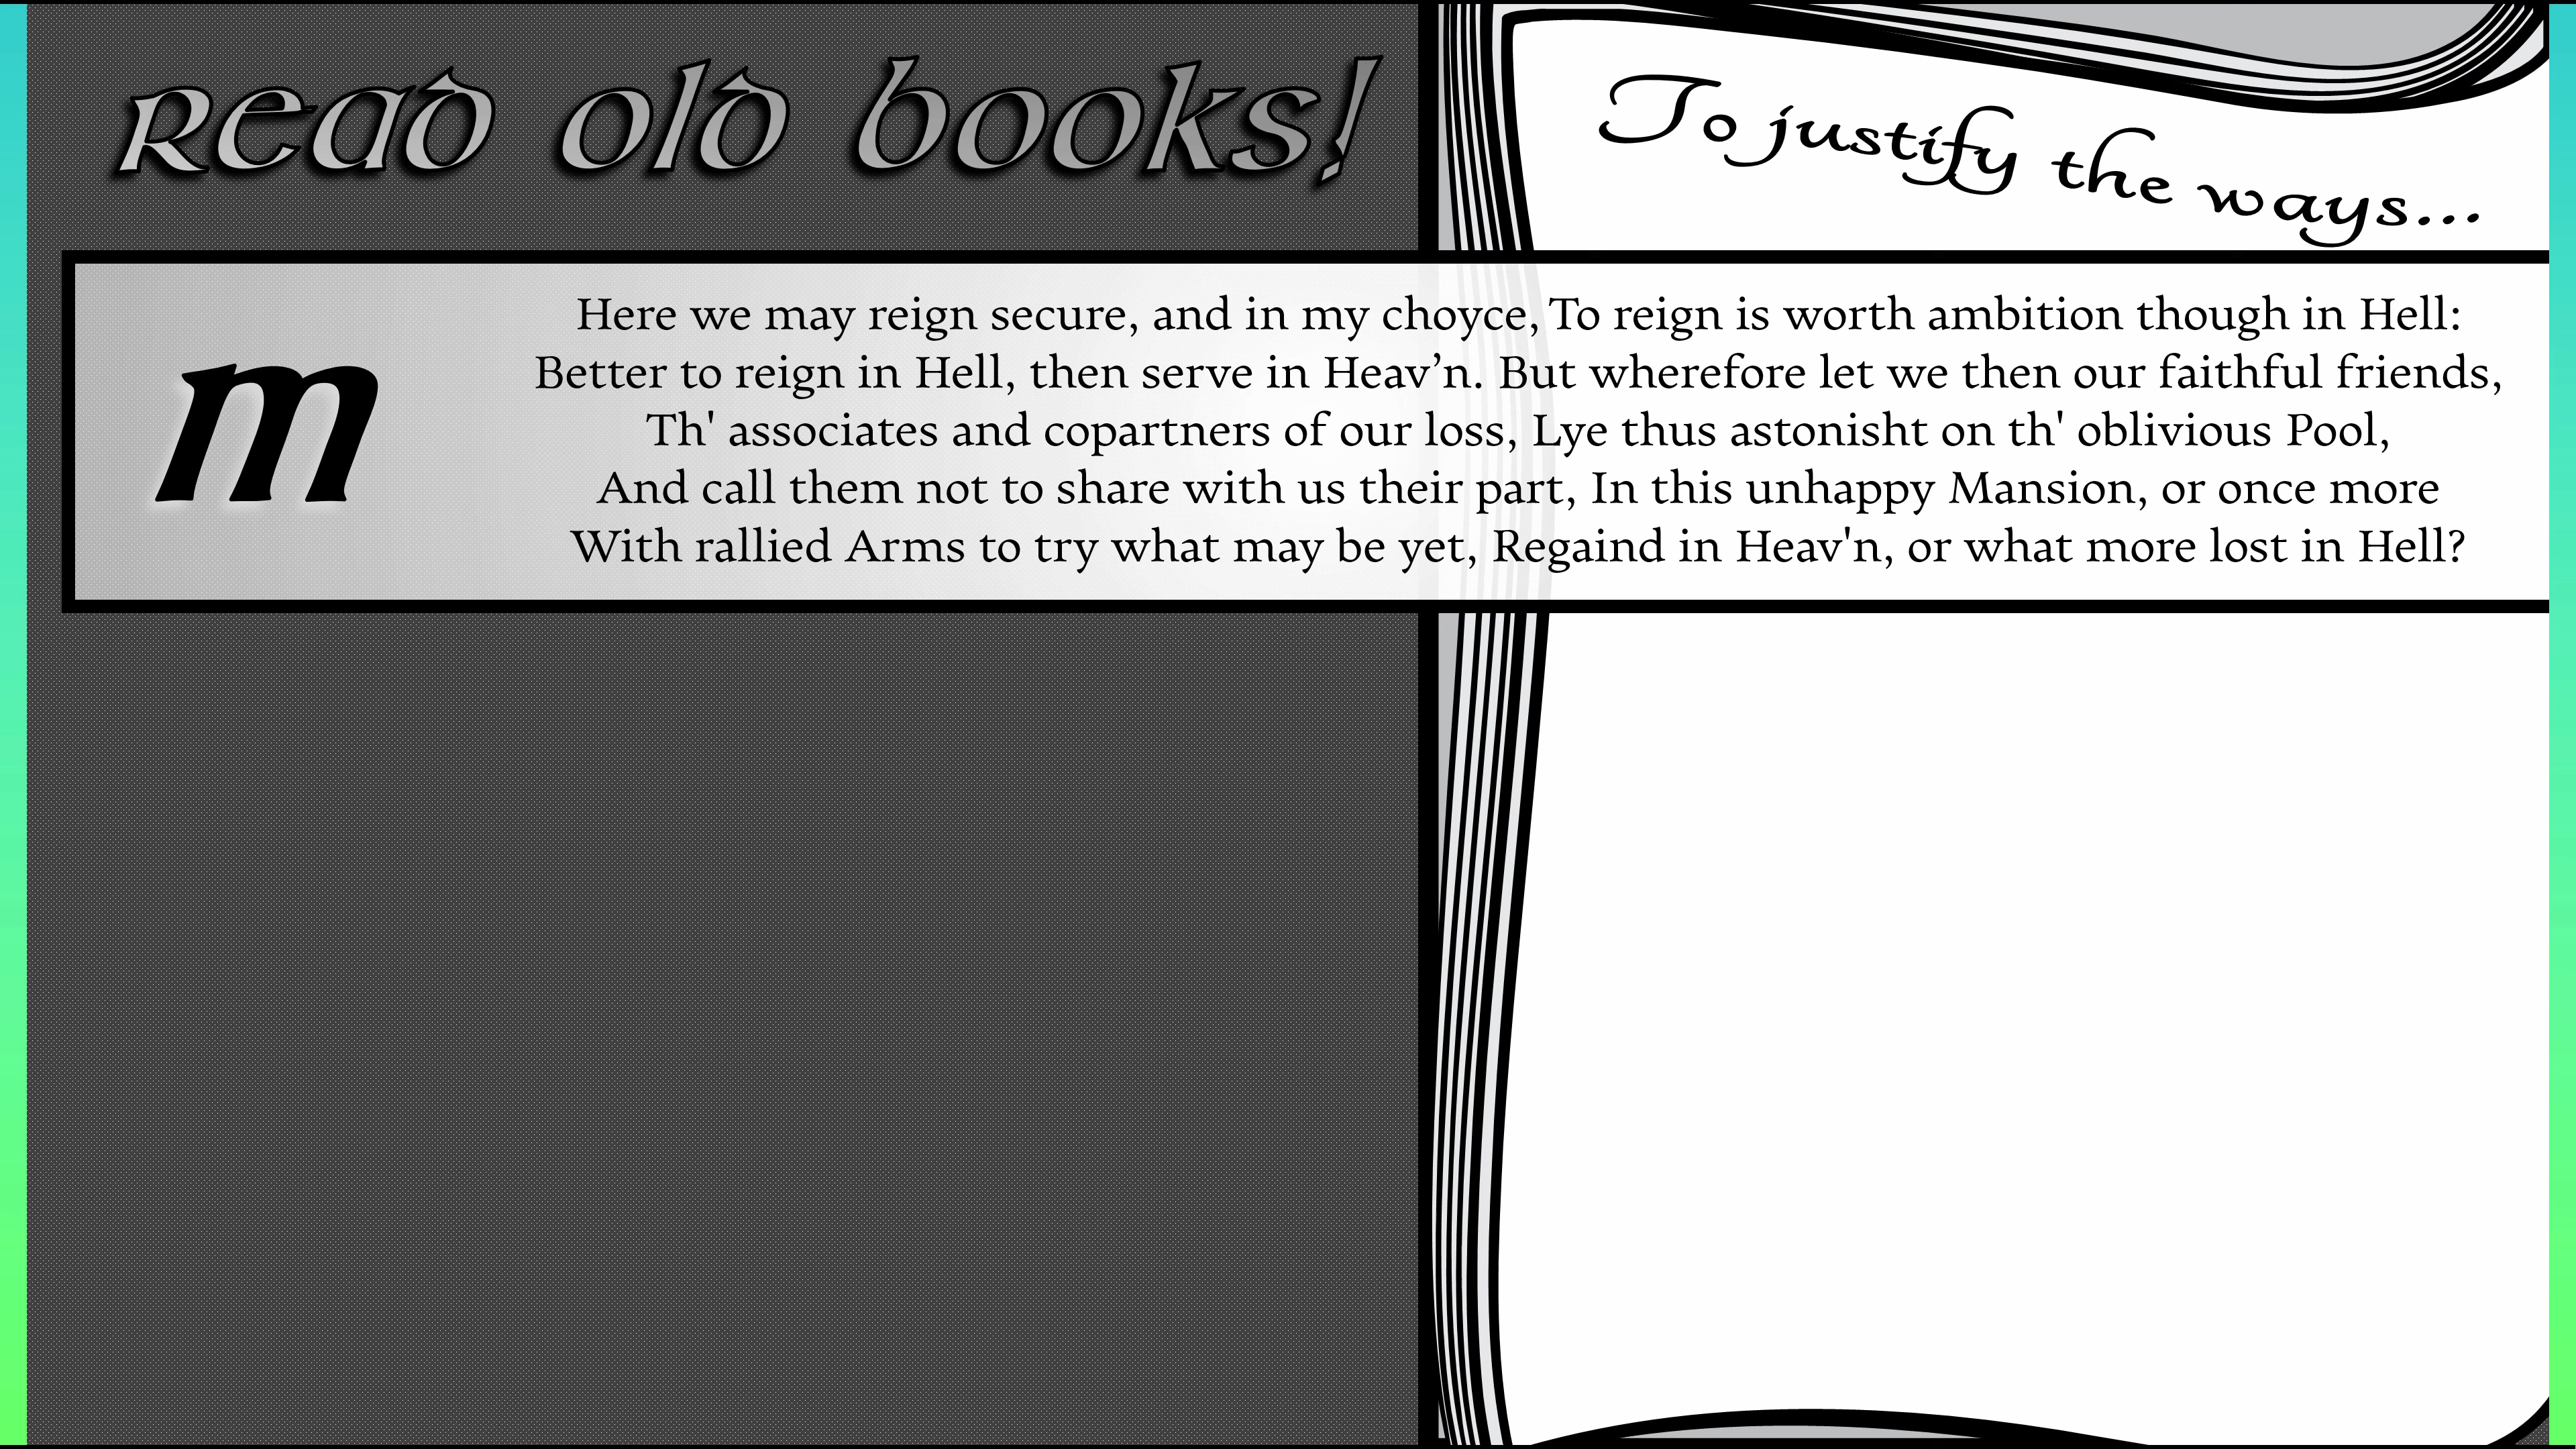 Read old books!
To justify the ways...
m
Here we may reign secure, and in my choyce, To reign is worth ambition though in Hell:
Better to reign in Hell, then serve in Heav’n. But wherefore let we then our faithful friends,
Th' associates and copartners of our loss, Lye thus astonisht on th' oblivious Pool,
And call them not to share with us their part, In this unhappy Mansion, or once more
With rallied Arms to try what may be yet, Regaind in Heav'n, or what more lost in Hell?